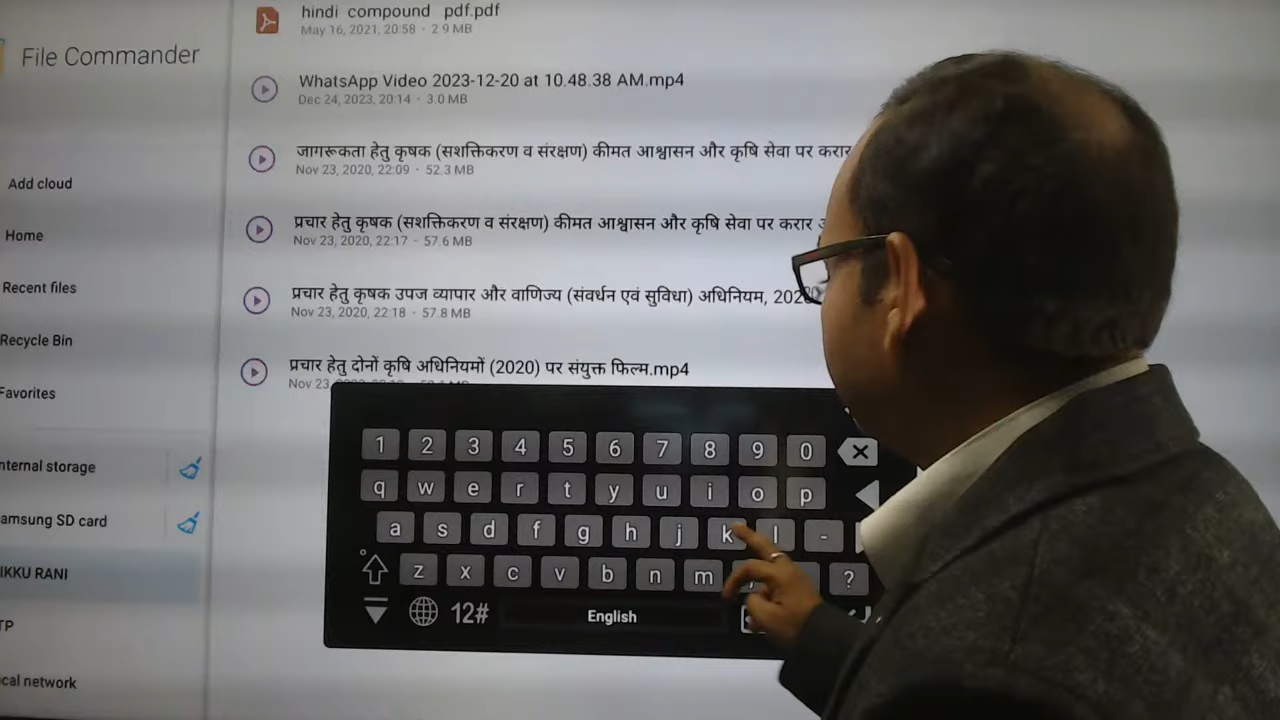 hindi compound pdf.pdf
May 16, 2021, 20:58 · 2.9 MB
File Commander
WhatsApp Video 2023-12-20 at 10.48.38 AM.mp4
Dec 24, 2023, 20:14 · 3.0 MB
जागरूकता हेतु कृषक (सशक्तिकरण व संरक्षण) कीमत आश्वासन और कृषि सेवा पर करार
Nov 23, 2020, 22:09 · 52.3 MB
Add cloud
प्रचार हेतु कृषक (सशक्तिकरण व संरक्षण) कीमत आश्वासन और कृषि सेवा पर करार
Nov 23, 2020, 22:17 · 57.6 MB
Home
Recent files
प्रचार हेतु कृषक उपज व्यापार और वाणिज्य (संवर्धन एवं सुविधा) अधिनियम, 2020
Nov 23, 2020, 22:18 · 57.8 MB
Recycle Bin
प्रचार हेतु दोनों कृषि अधिनियमों (2020) पर संयुक्त फिल्म.mp4
Nov 23,
Favorites
nternal storage
amsung SD card
IKKU RANI
TP
cal network
1 2 3 4 5 6 7 8 9 0
q w e r t y u i o p
a s d f g h j k l -
z x c v b n m ?
12# English